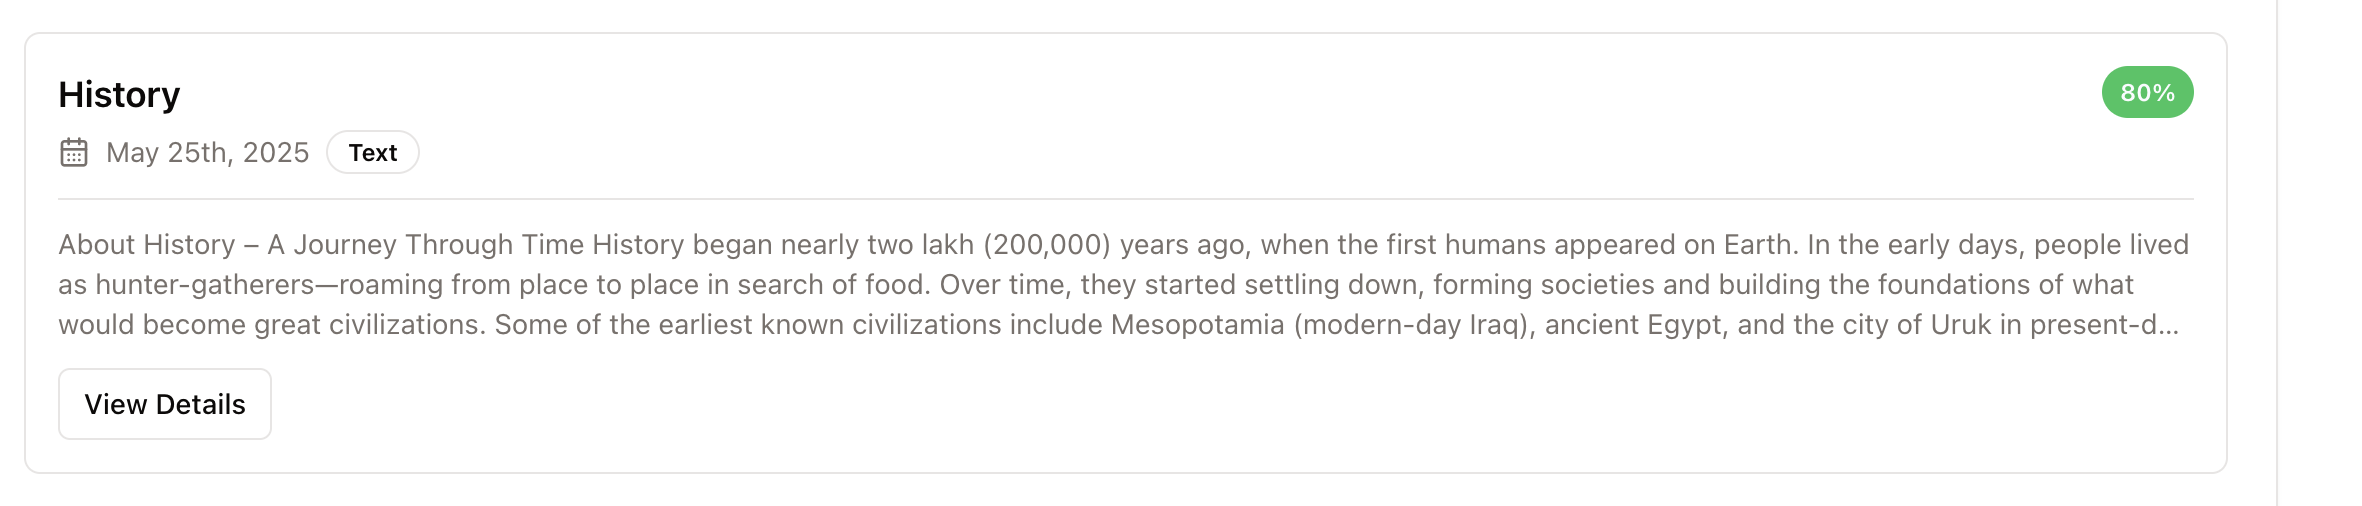 History
80%
May 25th, 2025 Text
About History – A Journey Through Time History began nearly two lakh (200,000) years ago, when the first humans appeared on Earth. In the early days, people lived
as hunter-gatherers—roaming from place to place in search of food. Over time, they started settling down, forming societies and building the foundations of what
would become great civilizations. Some of the earliest known civilizations include Mesopotamia (modern-day Iraq), ancient Egypt, and the city of Uruk in present-d...
View Details